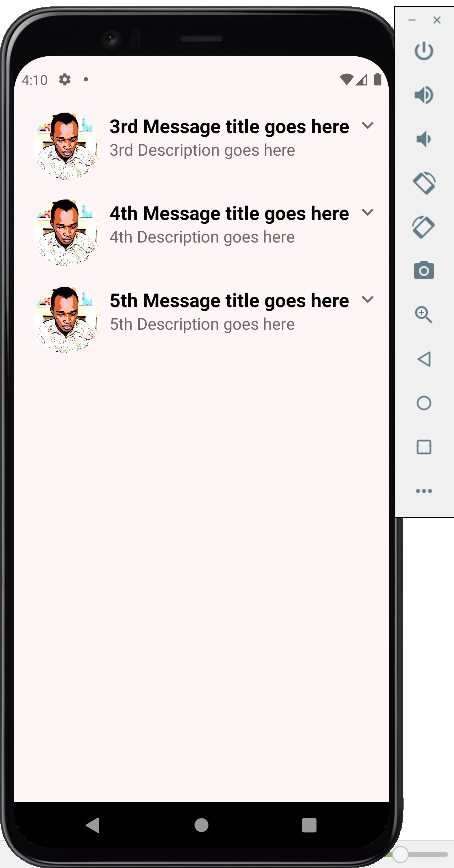 4:10
3rd Message title goes here
3rd Description goes here
4th Message title goes here
4th Description goes here
5th Message title goes here
5th Description goes here